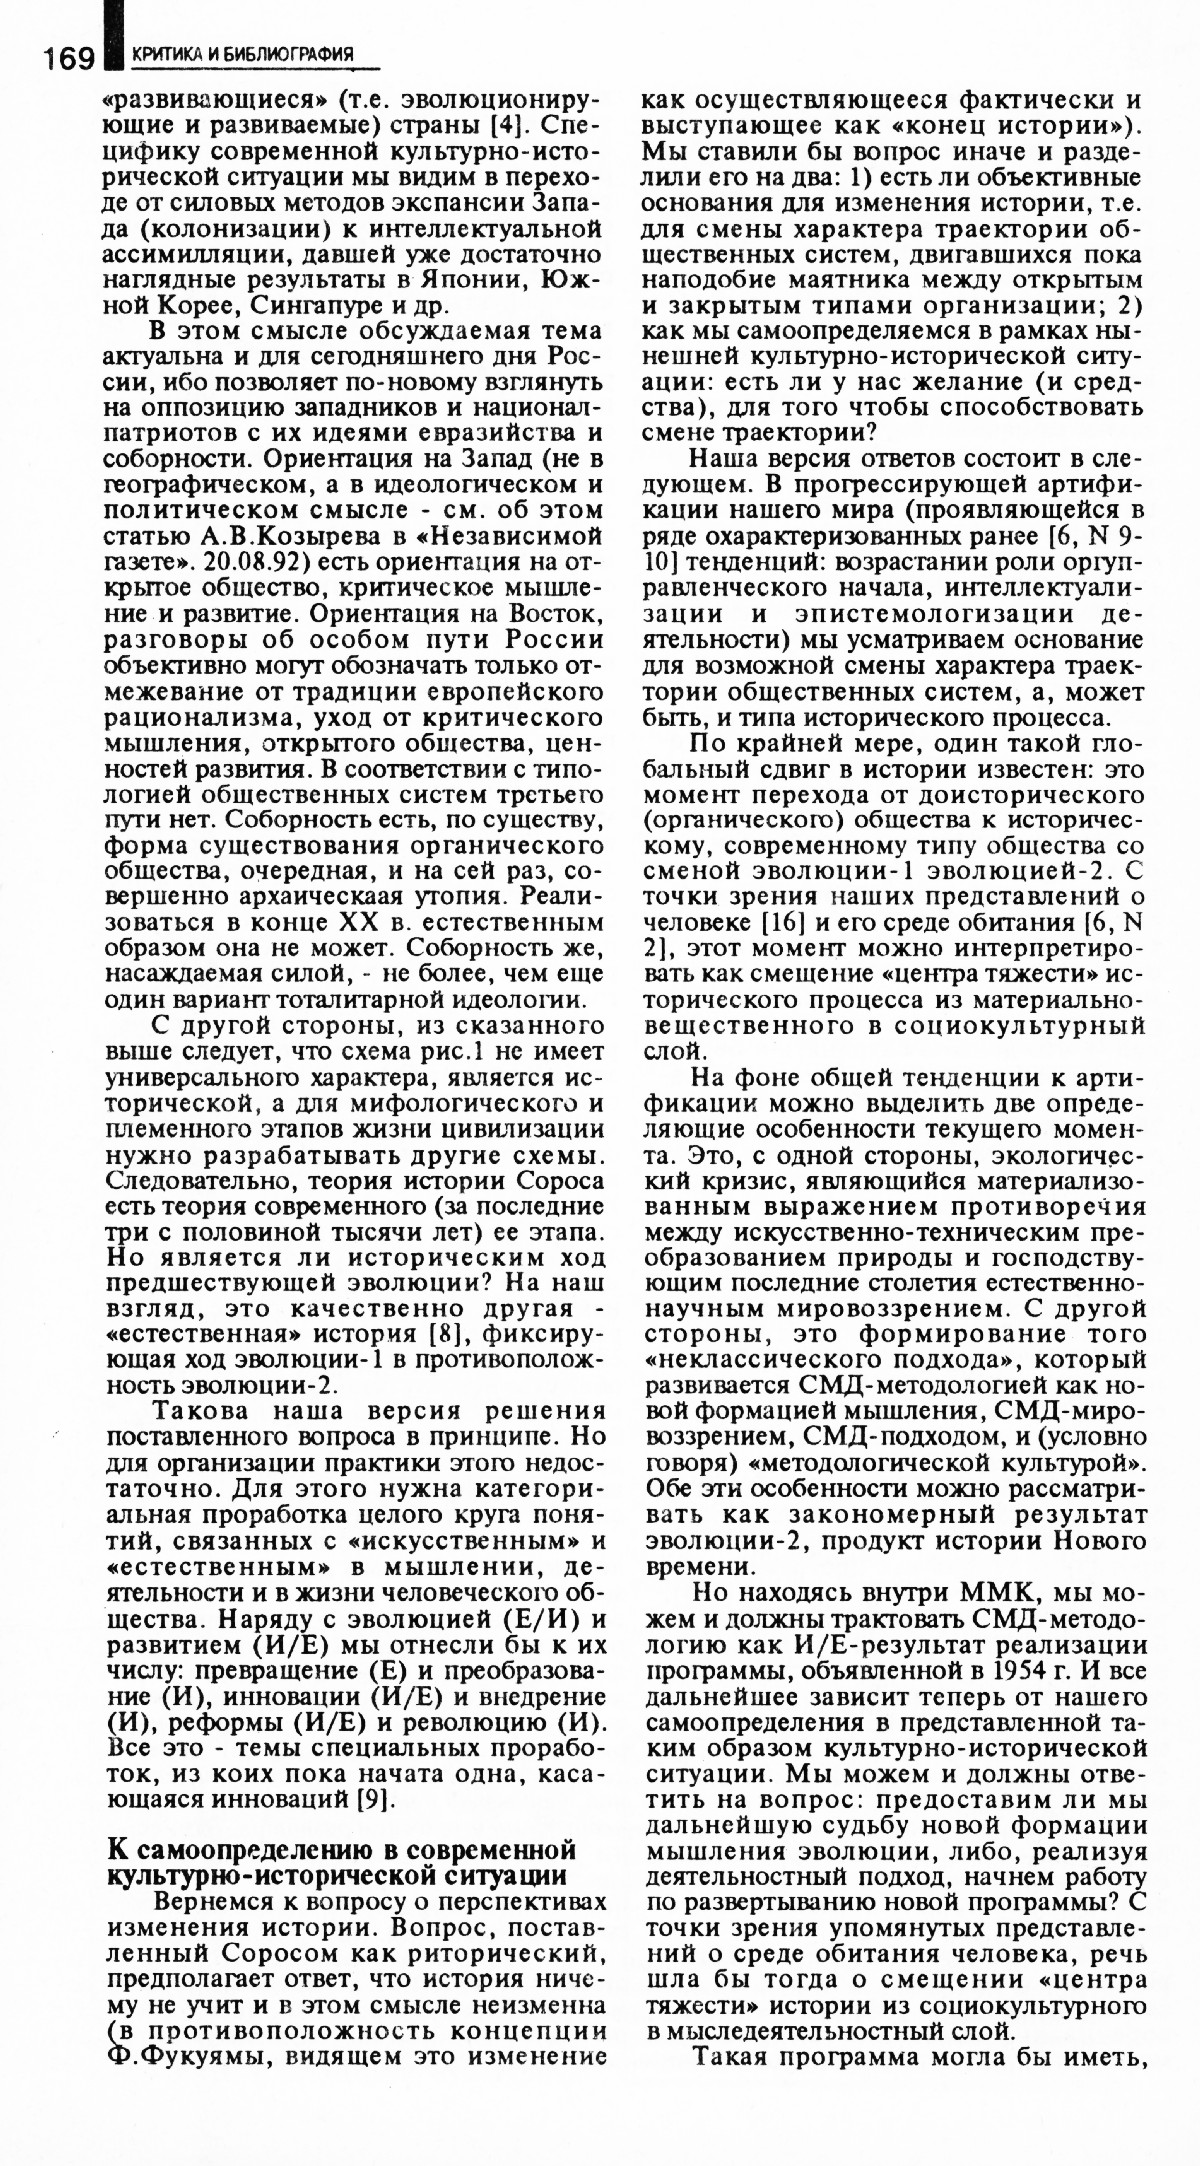 169
КРИТИКА И БИБЛИОГРАФИЯ
«развивающиеся» (т.е. эволюциониру-
ющие и развиваемые) страны [4]. Спе-
цифику современной культурно-исто-
рической ситуации мы видим в перехо-
де от силовых методов экспансии Запа-
да (колонизации) к интеллектуальной
ассимилляции, давшей уже достаточно
наглядные результаты в Японии, Юж-
ной Корее, Сингапуре и др.
В этом смысле обсуждаемая тема
актуальна и для сегодняшнего дня Рос-
сии, ибо позволяет по-новому взглянуть
на оппозицию западников и национал-
патриотов с их идеями евразийства и
соборности. Ориентация на Запад (не в
географическом, а в идеологическом и
политическом смысле - см. об этом
статью А.В.Козырева в «Независимой
газете». 20.08.92) есть ориентация на от-
крытое общество, критическое мышле-
ние и развитие. Ориентация на Восток,
разговоры об особом пути России
объективно могут обозначать только от-
межевание от традиции европейского
рационализма, уход от критического
мышления, открытого общества, цен-
ностей развития. В соответствии с типо-
логией общественных систем третьего
пути нет. Соборность есть, по существу,
форма существования органического
общества, очередная, и на сей раз, со-
вершенно архаическаая утопия. Реали-
зоваться в конце XX в. естественным
образом она не может. Соборность же,
насаждаемая силой, - не более, чем еще
один вариант тоталитарной идеологии.
С другой стороны, из сказанного
выше следует, что схема рис.1 не имеет
универсального характера, является ис-
торической, а для мифологического и
племенного этапов жизни цивилизации
нужно разрабатывать другие схемы.
Следовательно, теория истории Сороса
есть теория современного (за последние
три с половиной тысячи лет) ее этапа.
Но является ли историческим ход
предшествующей эволюции? На наш
взгляд, это качественно другая -
«естественная» история [8], фиксиру-
ющая ход эволюции-1 в противополож-
ность эволюции-2.
Такова наша версия решения
поставленного вопроса в принципе. Но
для организации практики этого недос-
таточно. Для этого нужна категори-
альная проработка целого круга поня-
тий, связанных с «искусственным» и
«естественным» в мышлении, де-
ятельности и в жизни человеческого об-
щества. Наряду с эволюцией (Е/И) и
развитием (И/Е) мы отнесли бы к их
числу: превращение (Е) и преобразова-
ние (И), инновации (И/Е) и внедрение
(И), реформы (И/Е) и революцию (И).
Все это - темы специальных прорабо-
ток, из коих пока начата одна, каса-
ющаяся инноваций [9].
К самоопределению в современной
культурно-исторической ситуации
Вернемся к вопросу о перспективах
изменения истории. Вопрос, постав-
ленный Соросом как риторический,
предполагает ответ, что история ниче-
му не учит и в этом смысле неизменна
(в противоположность концепции
Ф.Фукуямы, видящем это изменение
как осуществляющееся фактически и
выступающее как «конец истории»).
Мы ставили бы вопрос иначе и разде-
лили его на два: 1) есть ли объективные
основания для изменения истории, т.е.
для смены характера траектории об-
щественных систем, двигавшихся пока
наподобие маятника между открытым
и закрытым типами организации; 2)
как мы самоопределяемся в рамках ны-
нешней культурно-исторической ситу-
ации: есть ли у нас желание (и сред-
ства), для того чтобы способствовать
смене траектории?
Наша версия ответов состоит в сле-
дующем. В прогрессирующей артифи-
кации нашего мира (проявляющейся в
ряде охарактеризованных ранее [6, N 9-
10] тенденций: возрастании роли оргуп-
равленческого начала, интеллектуали-
зации и эпистемологизации де-
ятельности) мы усматриваем основание
для возможной смены характера траек-
тории общественных систем, а, может
быть, и типа исторического процесса.
По крайней мере, один такой гло-
бальный сдвиг в истории известен: это
момент перехода от доисторического
(органического) общества к историчес-
кому, современному типу общества со
сменой эволюции-1 эволюцией-2. С
точки зрения наших представлений о
человеке [16] и его среде обитания [6, N
2], этот момент можно интерпретиро-
вать как смещение «центра тяжести» ис-
торического процесса из материально-
вещественного в социокультурный
слой.
На фоне общей тенденции к арти-
фикации можно выделить две опреде-
ляющие особенности текущего момен-
та. Это, с одной стороны, экологичес-
кий кризис, являющийся материализо-
ванным выражением противоречия
между искусственно-техническим пре-
образованием природы и господству-
ющим последние столетия естественно-
научным мировоззрением. С другой
стороны, это формирование того
«неклассического подхода», который
развивается СМД-методологией как но-
вой формацией мышления, СМД-миро-
воззрением, СМД-подходом, и (условно
говоря) «методологической культурой».
Обе эти особенности можно рассматри-
вать как закономерный результат
эволюции-2, продукт истории Нового
времени.
Но находясь внутри ММК, мы мо-
жем и должны трактовать СМД-методо-
логию как И/Е-результат реализации
программы, объявленной в 1954 г. И все
дальнейшее зависит теперь от нашего
самоопределения в представленной та-
ким образом культурно-исторической
ситуации. Мы можем и должны отве-
тить на вопрос: предоставим ли мы
дальнейшую судьбу новой формации
мышления эволюции, либо, реализуя
деятельностный подход, начнем работу
по развертыванию новой программы? С
точки зрения упомянутых представле-
ний о среде обитания человека, речь
шла бы тогда о смещении «центра
тяжести» истории из социокультурного
в мыследеятельностный слой.
Такая программа могла бы иметь,